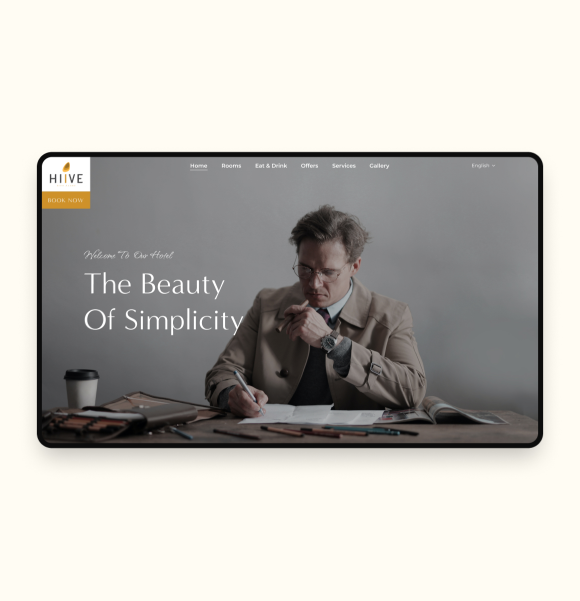 HIIVE
BOOK NOW
Home Rooms Eat & Drink Offers Services Gallery
English
Welcome To Our Hotel
The Beauty
Of Simplicity